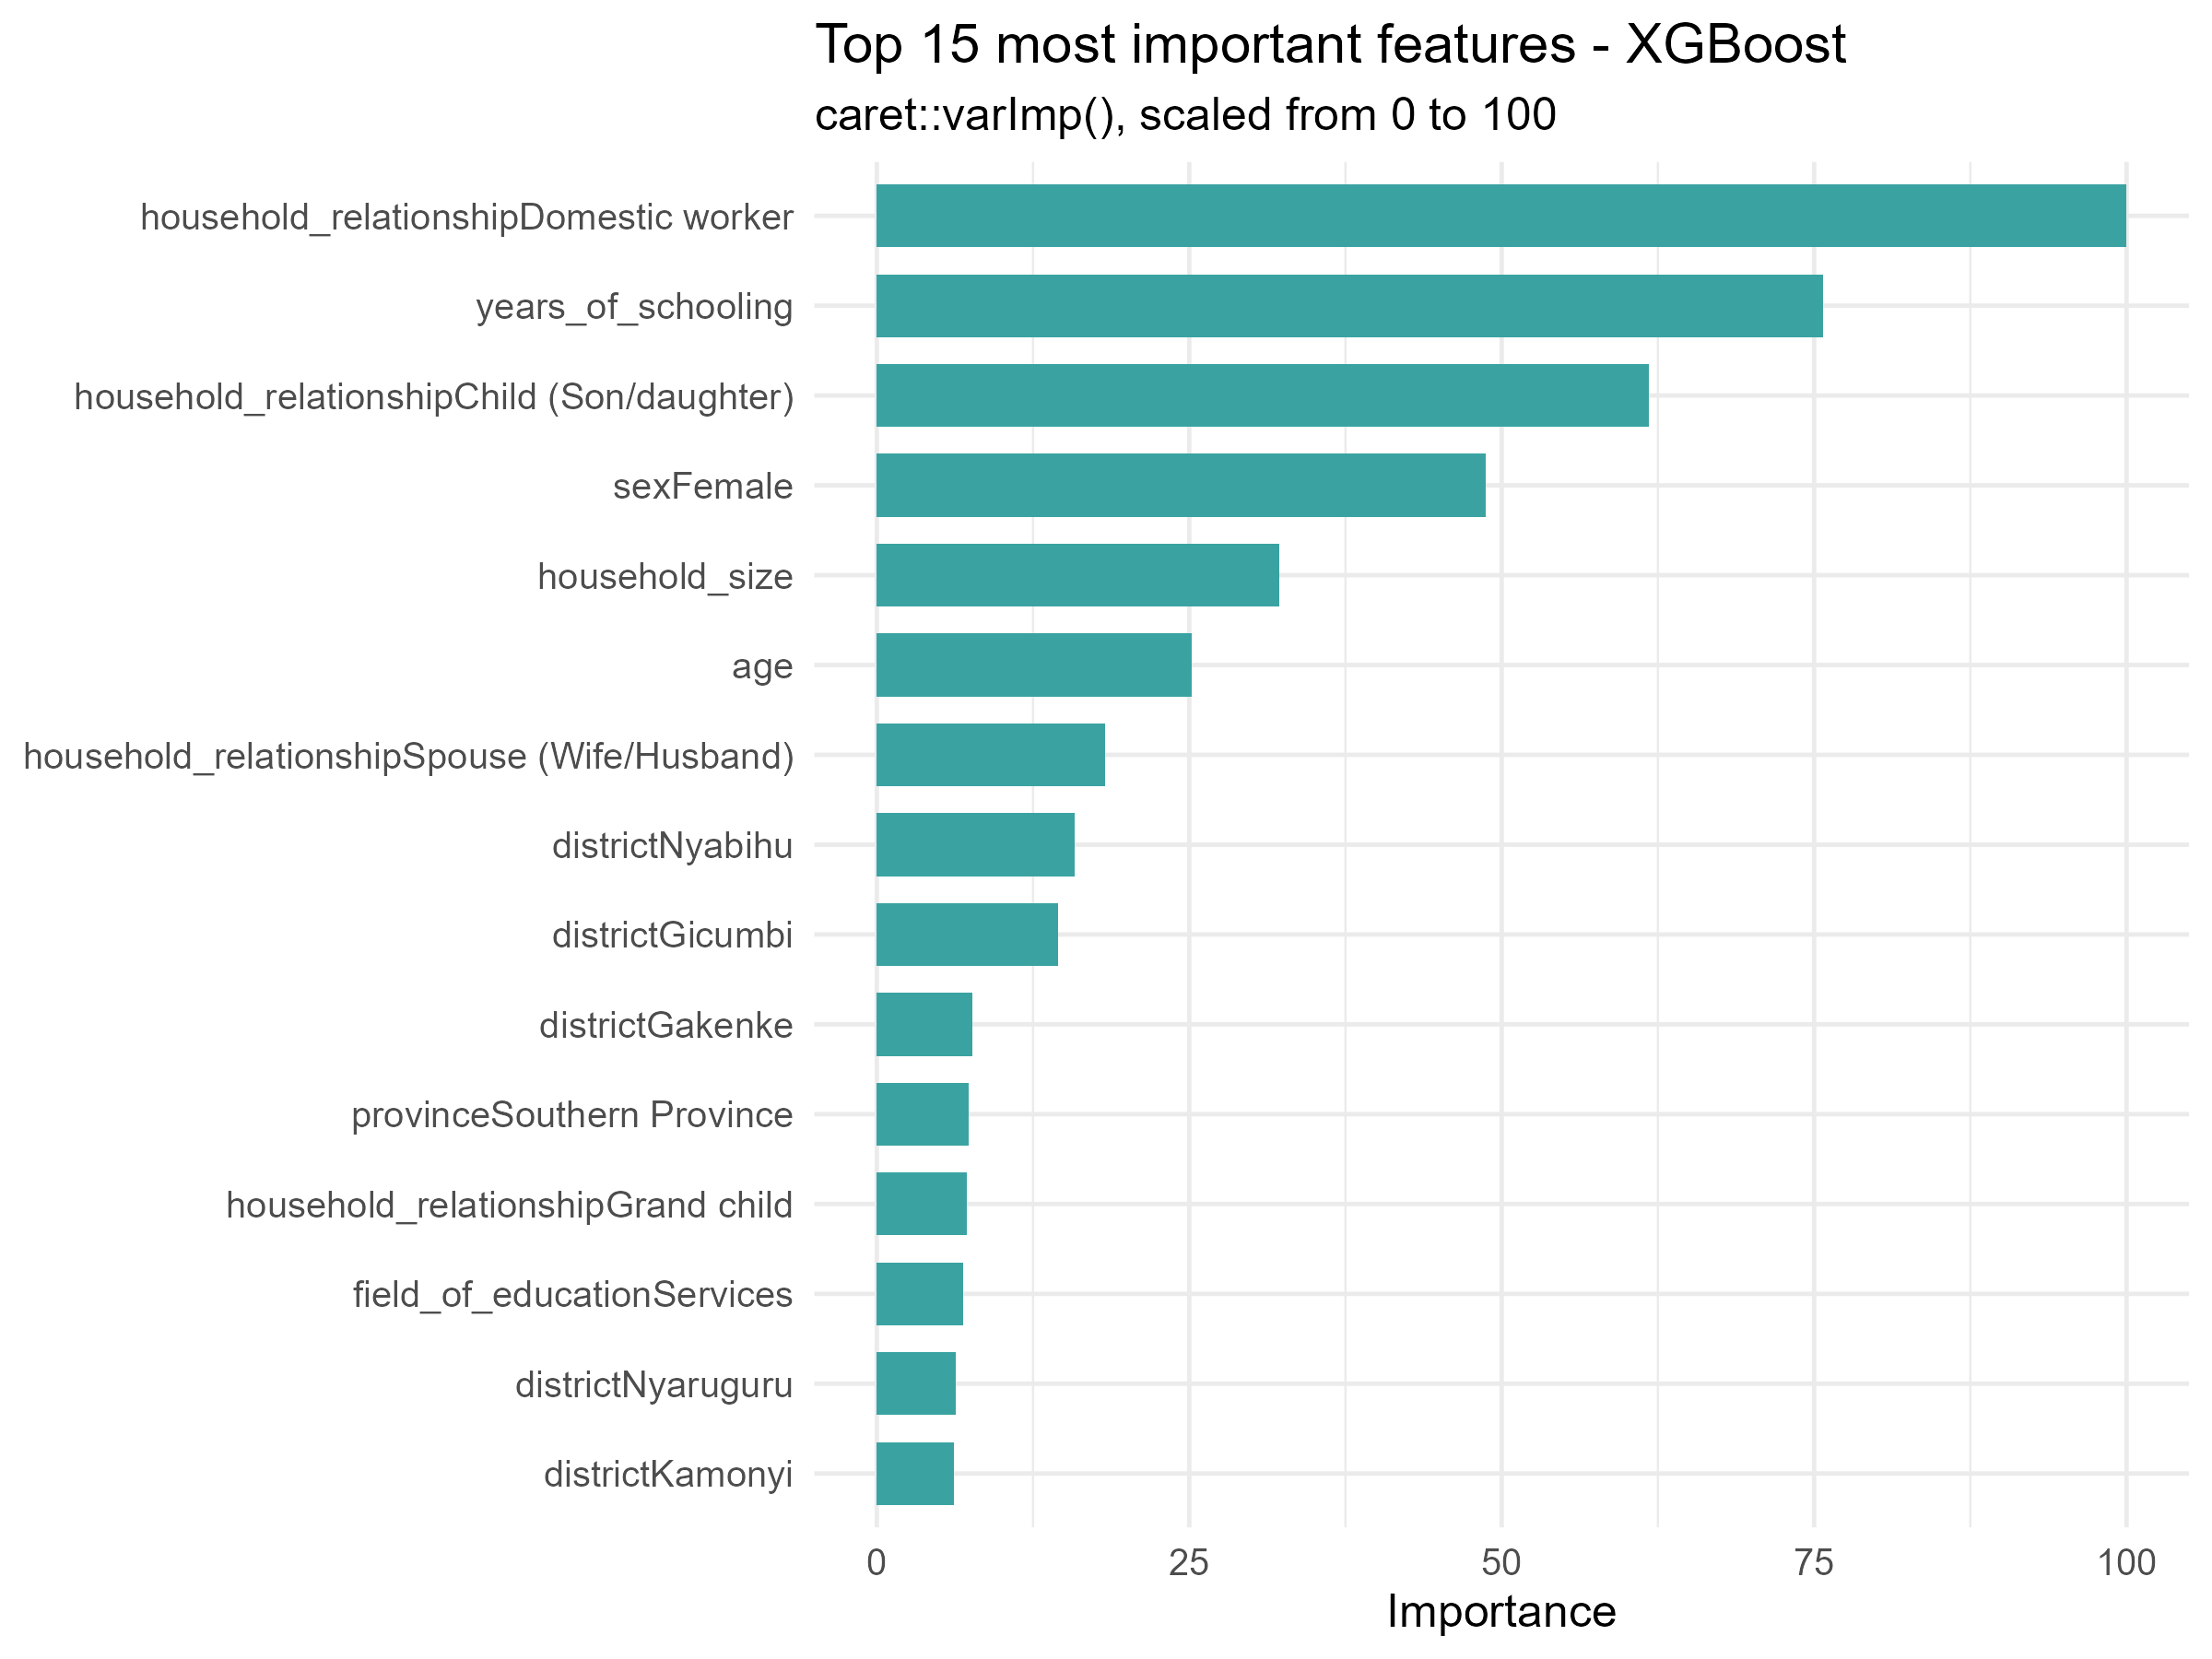 Top 15 most important features - XGBoost
caret::varImp(), scaled from 0 to 100
household_relationshipDomestic worker
years_of_schooling
household_relationshipChild (Son/daughter)
sexFemale
household_size
age
household_relationshipSpouse (Wife/Husband)
districtNyabihu
districtGicumbi
districtGakenke
provinceSouthern Province
household_relationshipGrand child
field_of_educationServices
districtNyaruguru
districtKamonyi
0 25 50 75 100
Importance